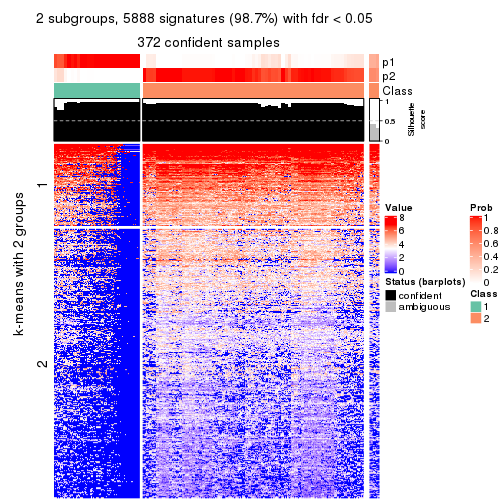 2 subgroups, 5888 signatures (98.7%) with fdr < 0.05
372 confident samples
p1
p2
Class
1
0.5
0
Silhouette
score
k-means with 2 groups
1
2
Value
8
6
4
2
0
Prob
1
0.8
0.6
0.4
0.2
0
Status (barplots)
confident
ambiguous
Class
1
2